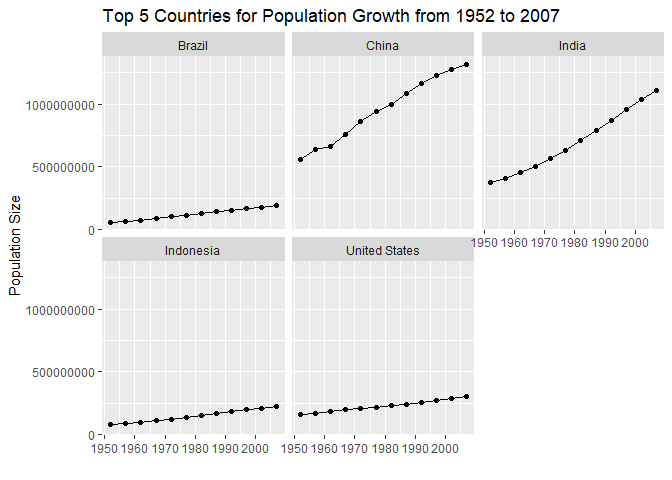 Top 5 Countries for Population Growth from 1952 to 2007
Brazil China India
1000000000
500000000
0
1950 1960 1970 1980 1990 2000
Population Size
Indonesia United States
1000000000
500000000
0
1950 1960 1970 1980 1990 2000 1950 1960 1970 1980 1990 2000